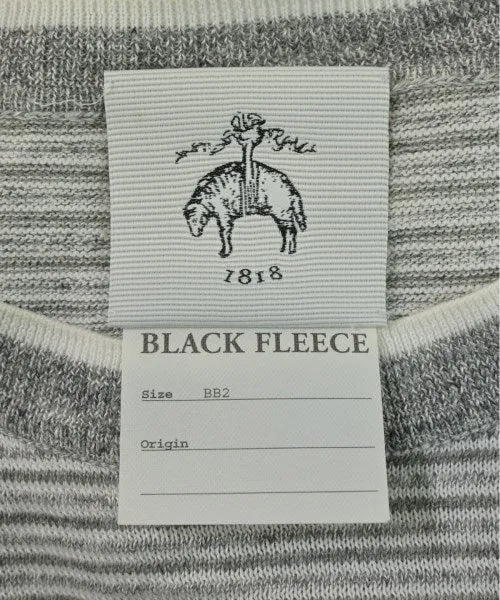 1818
BLACK FLEECE
Size BB2
Origin